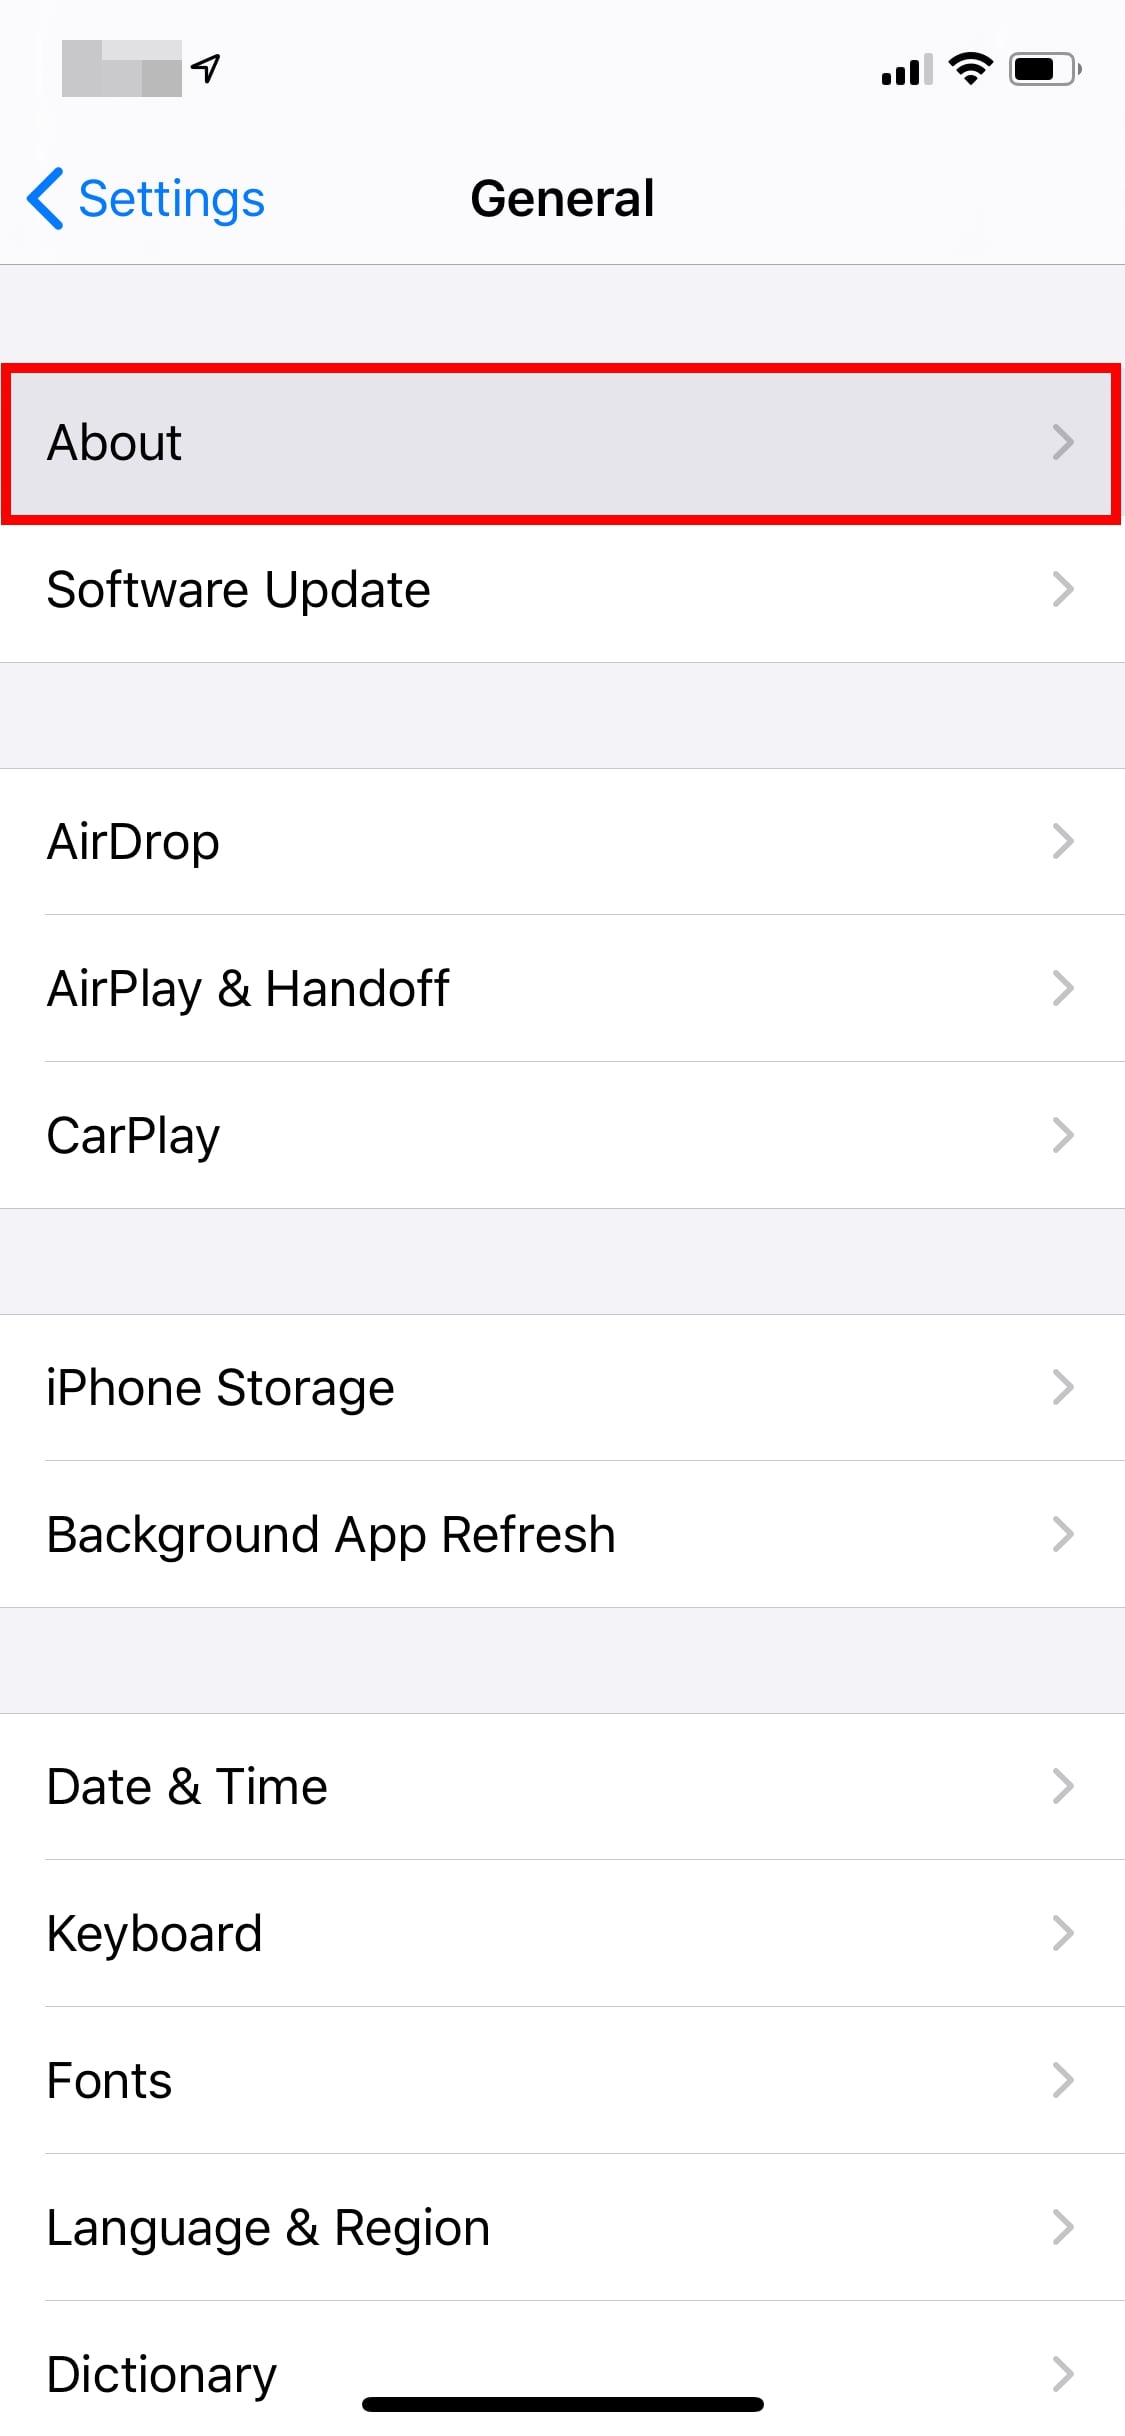 Settings
General
About
Software Update
AirDrop
AirPlay & Handoff
CarPlay
iPhone Storage
Background App Refresh
Date & Time
Keyboard
Fonts
Language & Region
Dictionary